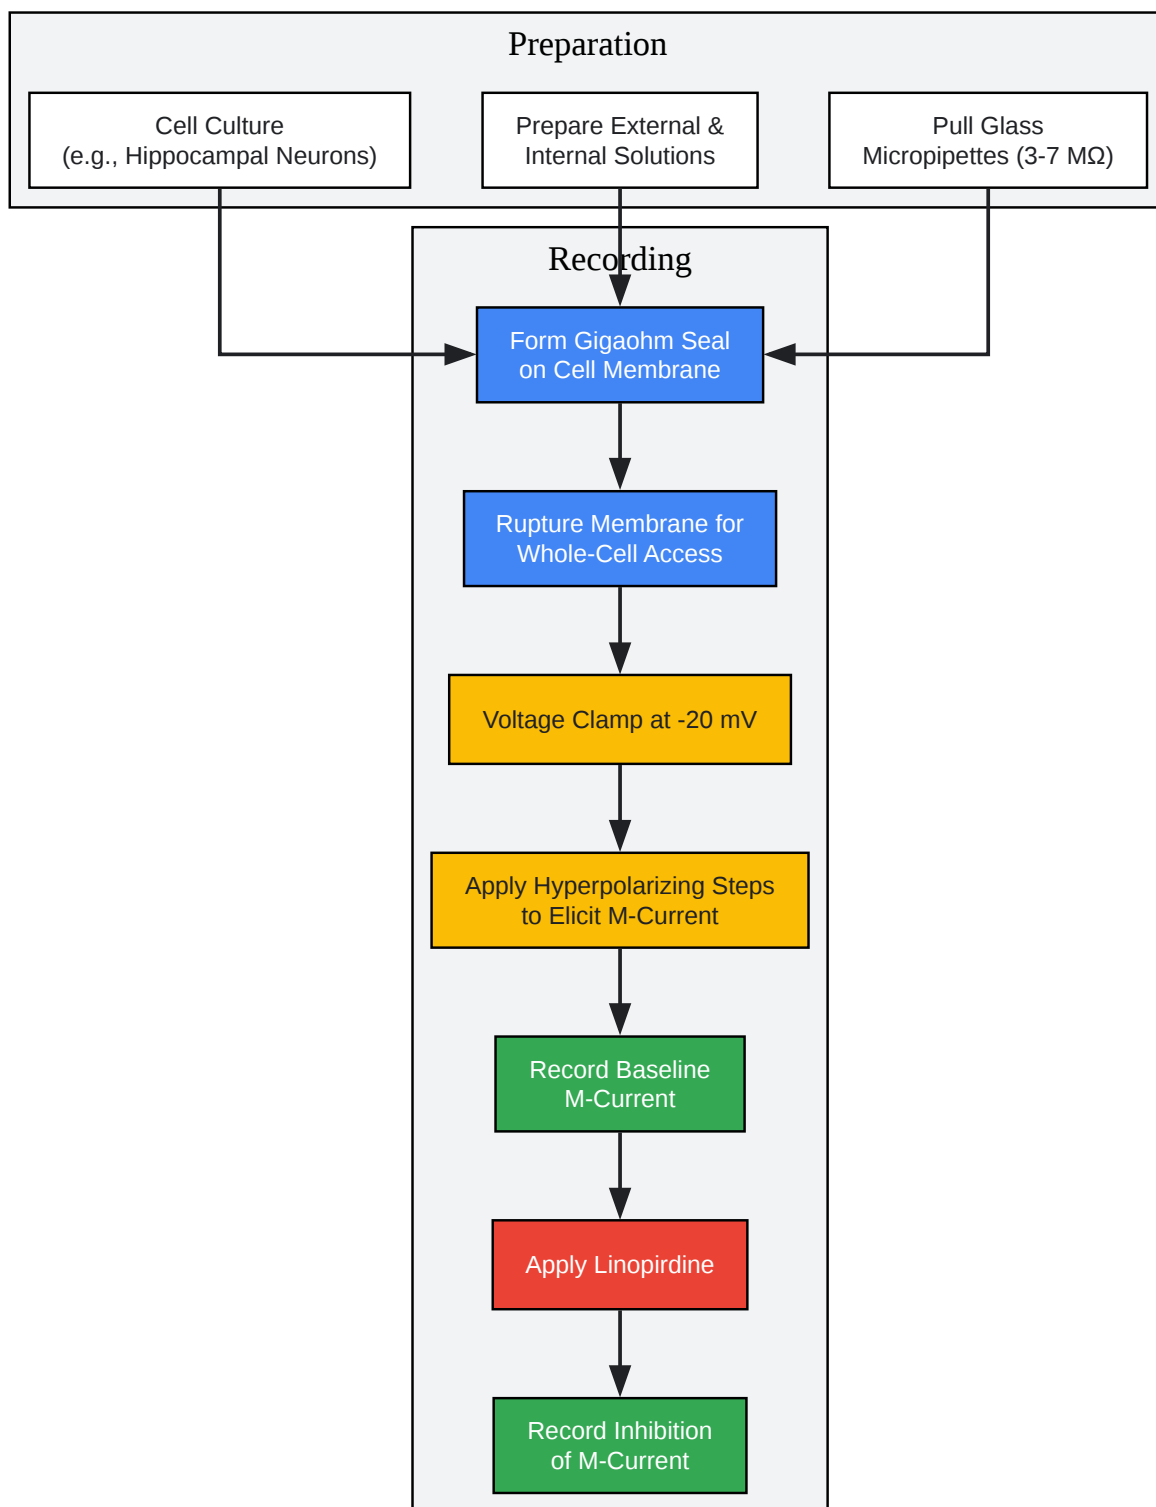 Preparation
Cell Culture
(e.g., Hippocampal Neurons)
Prepare External &
Internal Solutions
Pull Glass
Micropipettes (3-7 MΩ)
Recording
Form Gigaohm Seal
on Cell Membrane
Rupture Membrane for
Whole-Cell Access
Voltage Clamp at -20 mV
Apply Hyperpolarizing Steps
to Elicit M-Current
Record Baseline
M-Current
Apply Linopirdine
Record Inhibition
of M-Current